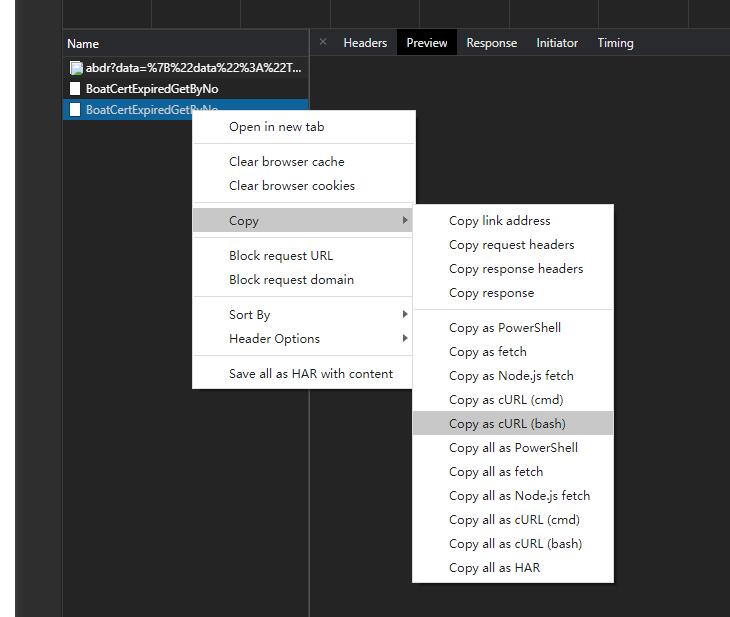 Name
× Headers Preview Response Initiator Timing
abdr?data=%7B%22data%22%3A%22T...
BoatCertExpiredGetByNo
BoatCertExpiredGetByNo
Open in new tab
Clear browser cache
Clear browser cookies
Copy
Block request URL
Block request domain
Sort By
Header Options
Save all as HAR with content
Copy link address
Copy request headers
Copy response headers
Copy response
Copy as PowerShell
Copy as fetch
Copy as Node.js fetch
Copy as cURL (cmd)
Copy as cURL (bash)
Copy all as PowerShell
Copy all as fetch
Copy all as Node.js fetch
Copy all as cURL (cmd)
Copy all as cURL (bash)
Copy all as HAR